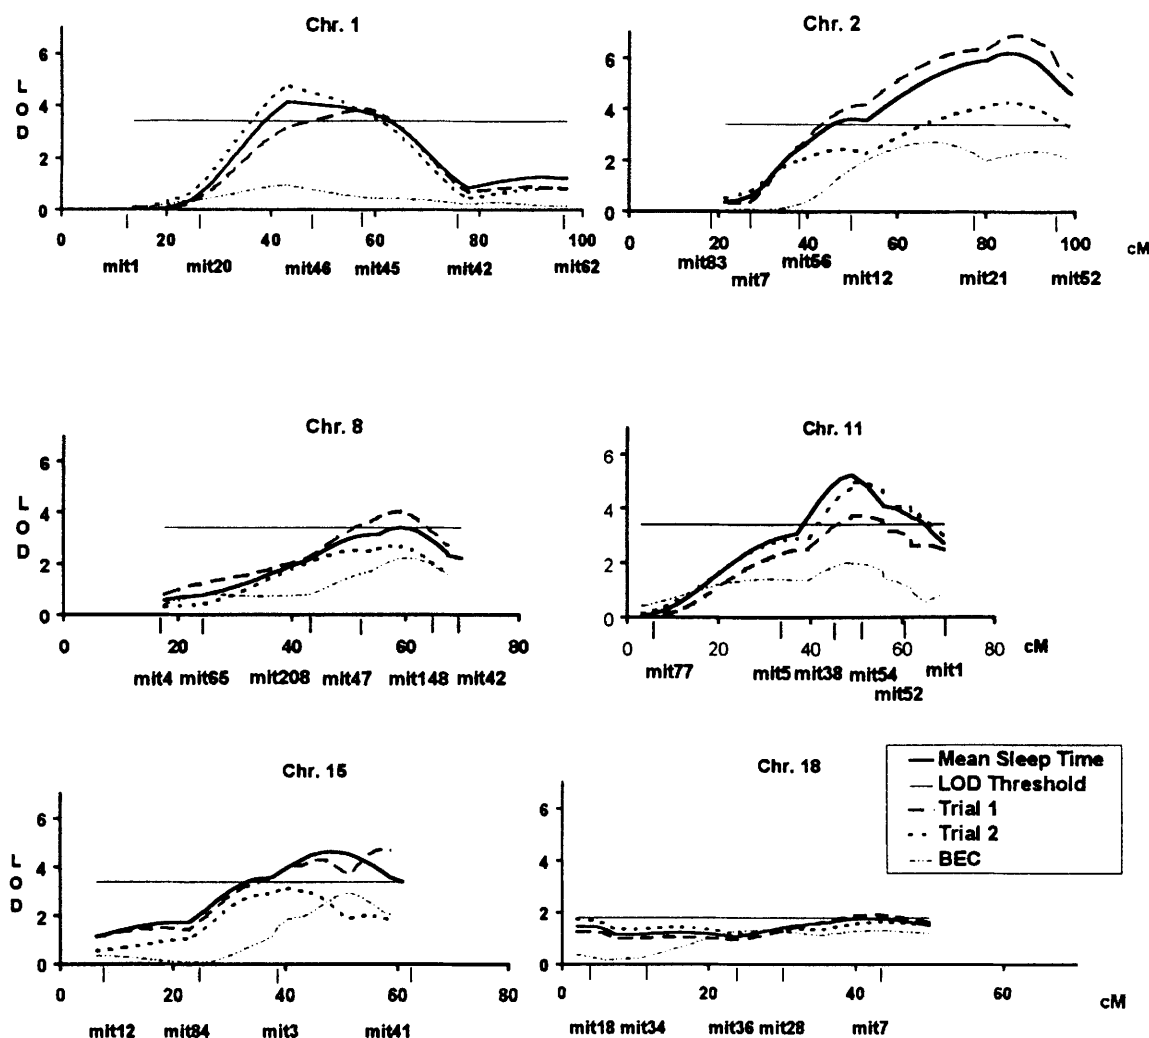 Chr. 1
6
4
2
0
L
O
D
0 20 40 60 80 100
mit1 mit20 mit46 mit45 mit42 mit62
Chr. 2
6
4
2
0
0 20 40 60 80 100 cM
mit83 mit7 mit56 mit12 mit21 mit52
Chr. 8
6
4
2
0
L
O
D
0 20 40 60 80
mit4 mit65 mit208 mit47 mit148 mit42
Chr. 11
6
4
2
0
0 20 40 60 80 cM
mit77 mit5 mit38 mit54 mit52 mit1
Chr. 15
6
4
2
0
L
O
D
0 20 40 60 80
mit12 mit84 mit3 mit41
Chr. 18
6
4
2
0
0 20 40 60 cM
mit18 mit34 mit36 mit28 mit7
Mean Sleep Time
LOD Threshold
Trial 1
Trial 2
BEC